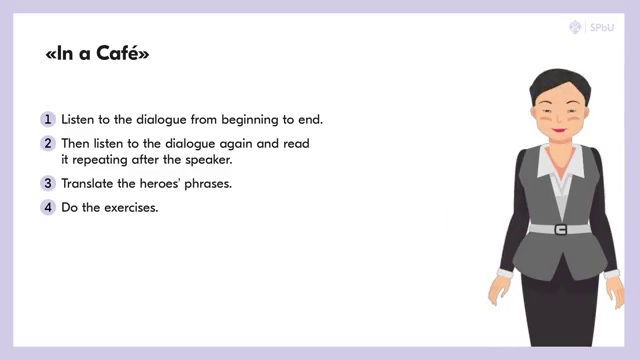 SPbU
«In a Café»
1 Listen to the dialogue from beginning to end.
2 Then listen to the dialogue again and read
it repeating after the speaker.
3 Translate the heroes' phrases.
4 Do the exercises.